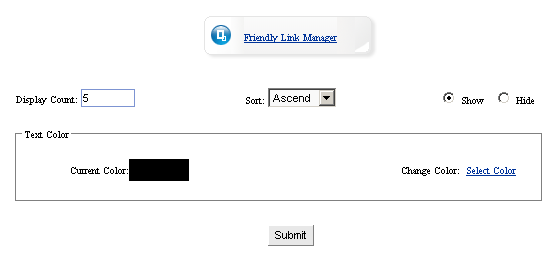 Friendly Link Manager
Display Count: 5 Sort: Ascend Show Hide
Text Color
Current Color: Change Color: Select Color
Submit